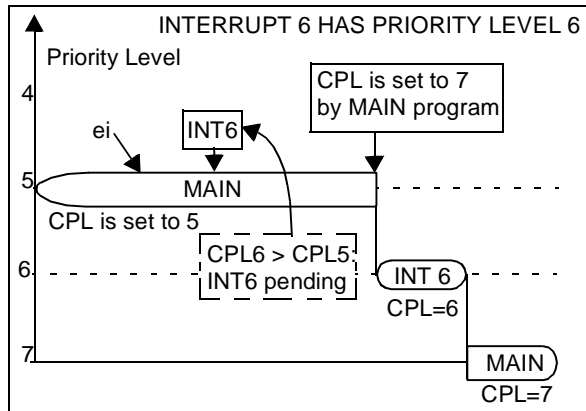 INTERRUPT 6 HAS PRIORITY LEVEL 6
Priority Level
CPL is set to 7
by MAIN program
4
ei
INT6
5
MAIN
CPL is set to 5
CPL6 > CPL5:
INT6 pending
6
INT 6
CPL=6
7
MAIN
CPL=7